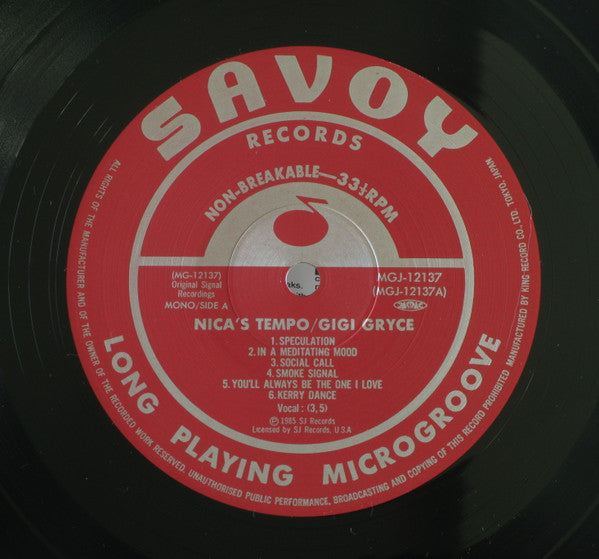 SAVOY
RECORDS
NON-BREAKABLE—33⅓RPM
(MG-12137)
Original Signal
Recordings
MONO/SIDE A
MGJ-12137
(MGJ-12137A)
NICA'S TEMPO/GIGI GRYCE
1. SPECULATION
2. IN A MEDITATING MOOD
3. SOCIAL CALL
4. SMOKE SIGNAL
5. YOU'LL ALWAYS BE THE ONE I LOVE
6. KERRY DANCE
Vocal : (3, 5)
Ⓟ 1985 SJ Records
Licensed by SJ Records, U.S.A
LONG PLAYING MICROGROOVE
ALL RIGHTS OF THE MANUFACTURER AND OF THE OWNER OF THE RECORDED WORK RESERVED. UNAUTHORISED PUBLIC PERFORMANCE, BROADCASTING AND COPYING OF THIS RECORD PROHIBITED MANUFACTURED BY KING RECORD CO., LTD. TOKYO, JAPAN